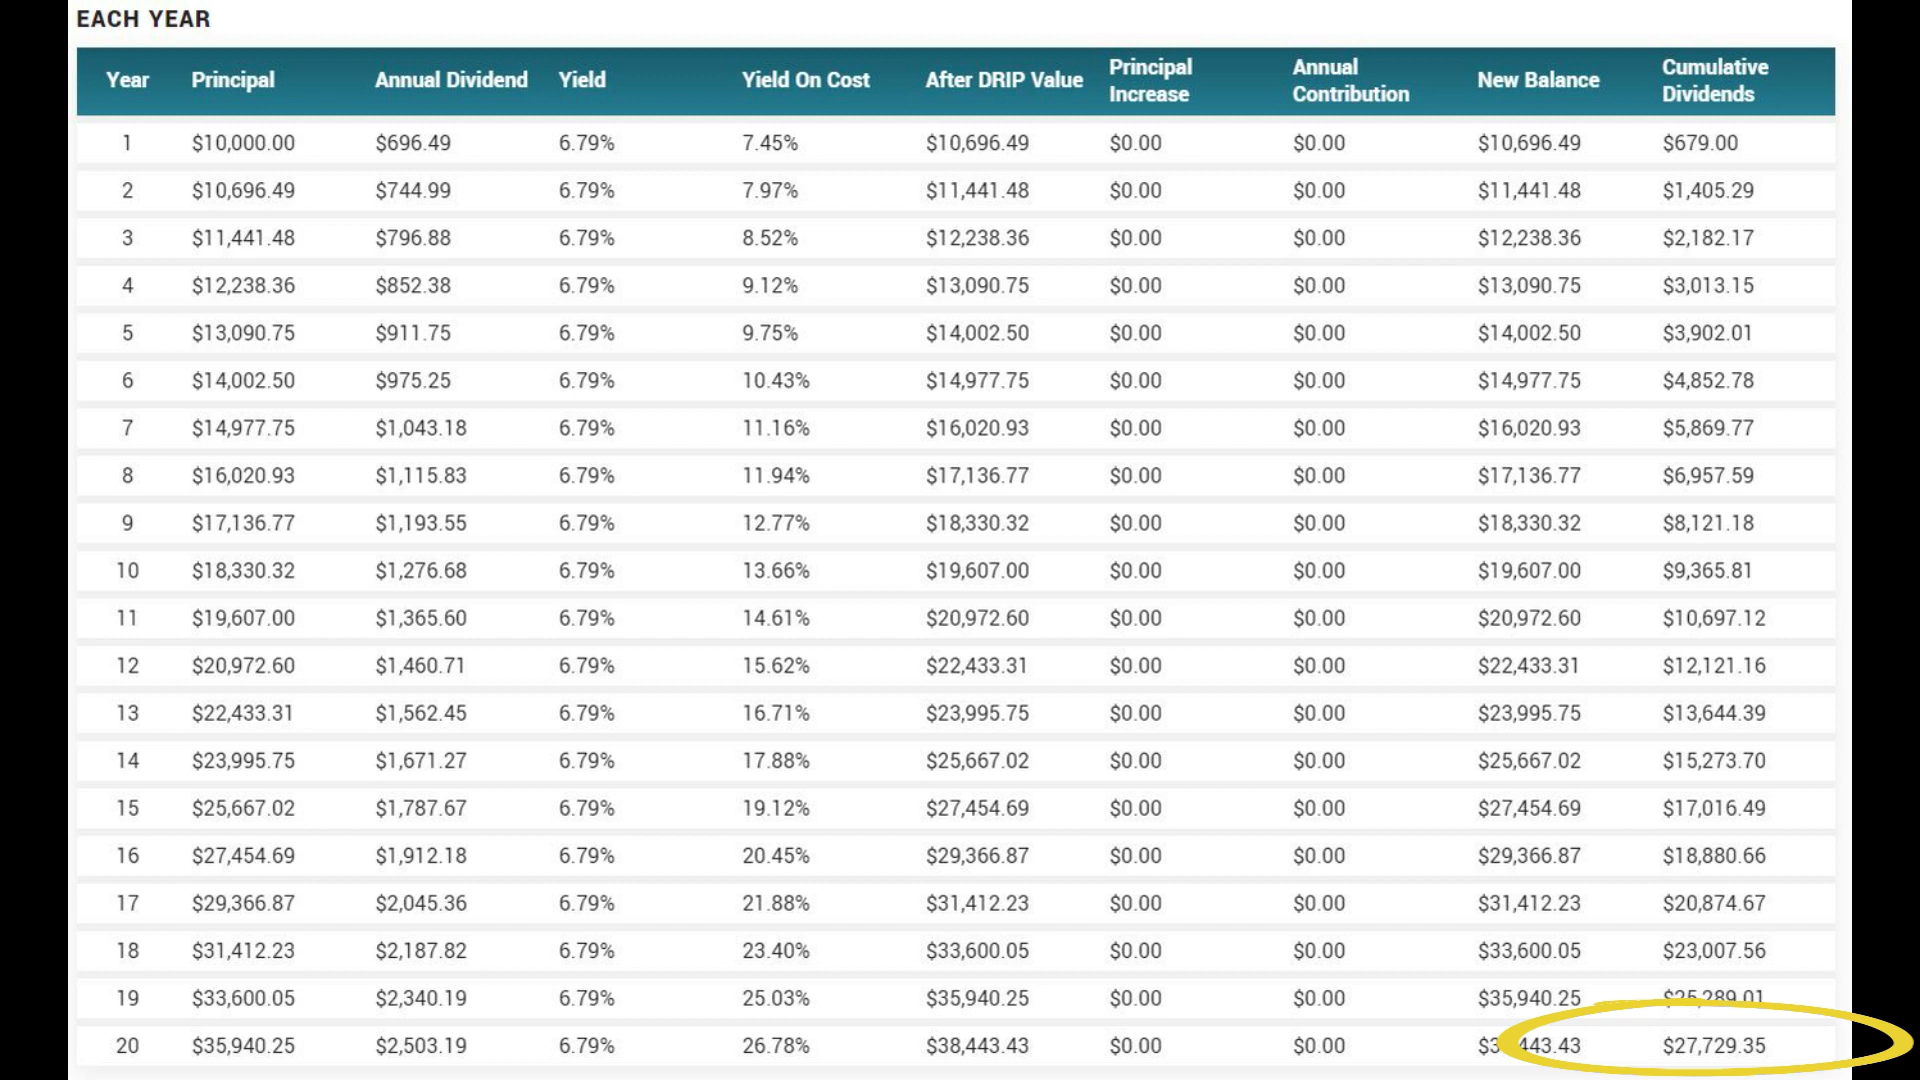 EACH YEAR
Year Principal Annual Dividend Yield Yield On Cost After DRIP Value Principal Increase Annual Contribution New Balance Cumulative Dividends
1 $10,000.00 $696.49 6.79% 7.45% $10,696.49 $0.00 $0.00 $10,696.49 $679.00
2 $10,696.49 $744.99 6.79% 7.97% $11,441.48 $0.00 $0.00 $11,441.48 $1,405.29
3 $11,441.48 $796.88 6.79% 8.52% $12,238.36 $0.00 $0.00 $12,238.36 $2,182.17
4 $12,238.36 $852.38 6.79% 9.12% $13,090.75 $0.00 $0.00 $13,090.75 $3,013.15
5 $13,090.75 $911.75 6.79% 9.75% $14,002.50 $0.00 $0.00 $14,002.50 $3,902.01
6 $14,002.50 $975.25 6.79% 10.43% $14,977.75 $0.00 $0.00 $14,977.75 $4,852.78
7 $14,977.75 $1,043.18 6.79% 11.16% $16,020.93 $0.00 $0.00 $16,020.93 $5,869.77
8 $16,020.93 $1,115.83 6.79% 11.94% $17,136.77 $0.00 $0.00 $17,136.77 $6,957.59
9 $17,136.77 $1,193.55 6.79% 12.77% $18,330.32 $0.00 $0.00 $18,330.32 $8,121.18
10 $18,330.32 $1,276.68 6.79% 13.66% $19,607.00 $0.00 $0.00 $19,607.00 $9,365.81
11 $19,607.00 $1,365.60 6.79% 14.61% $20,972.60 $0.00 $0.00 $20,972.60 $10,697.12
12 $20,972.60 $1,460.71 6.79% 15.62% $22,433.31 $0.00 $0.00 $22,433.31 $12,121.16
13 $22,433.31 $1,562.45 6.79% 16.71% $23,995.75 $0.00 $0.00 $23,995.75 $13,644.39
14 $23,995.75 $1,671.27 6.79% 17.88% $25,667.02 $0.00 $0.00 $25,667.02 $15,273.70
15 $25,667.02 $1,787.67 6.79% 19.12% $27,454.69 $0.00 $0.00 $27,454.69 $17,016.49
16 $27,454.69 $1,912.18 6.79% 20.45% $29,366.87 $0.00 $0.00 $29,366.87 $18,880.66
17 $29,366.87 $2,045.36 6.79% 21.88% $31,412.23 $0.00 $0.00 $31,412.23 $20,874.67
18 $31,412.23 $2,187.82 6.79% 23.40% $33,600.05 $0.00 $0.00 $33,600.05 $23,007.56
19 $33,600.05 $2,340.19 6.79% 25.03% $35,940.25 $0.00 $0.00 $35,940.25 $25,289.01
20 $35,940.25 $2,503.19 6.79% 26.78% $38,443.43 $0.00 $0.00 $27,729.35